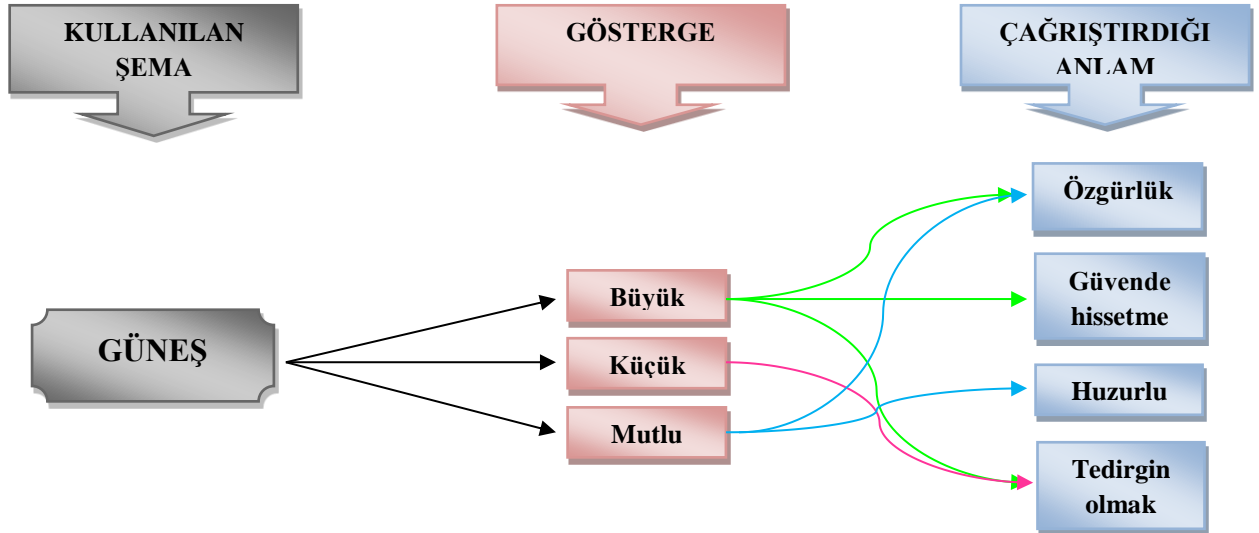 KULLANILAN
ŞEMA
GÖSTERGE
ÇAĞRIŞTIRDIĞI
ANLAM
GÜNEŞ
Büyük
Küçük
Mutlu
Özgürlük
Güvende
hissetme
Huzurlu
Tedirgin
olmak